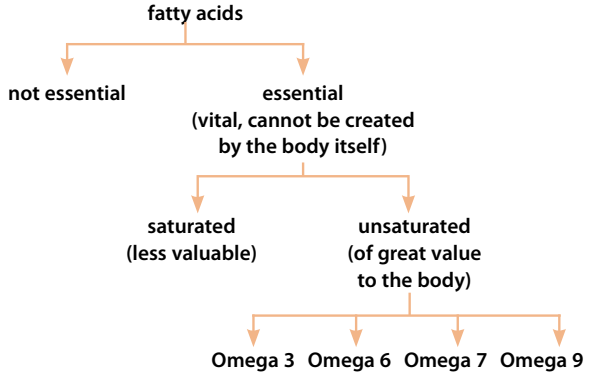 fatty acids
not essential
essential
(vital, cannot be created
by the body itself)
saturated
(less valuable)
unsaturated
(of great value
to the body)
Omega 3
Omega 6
Omega 7
Omega 9